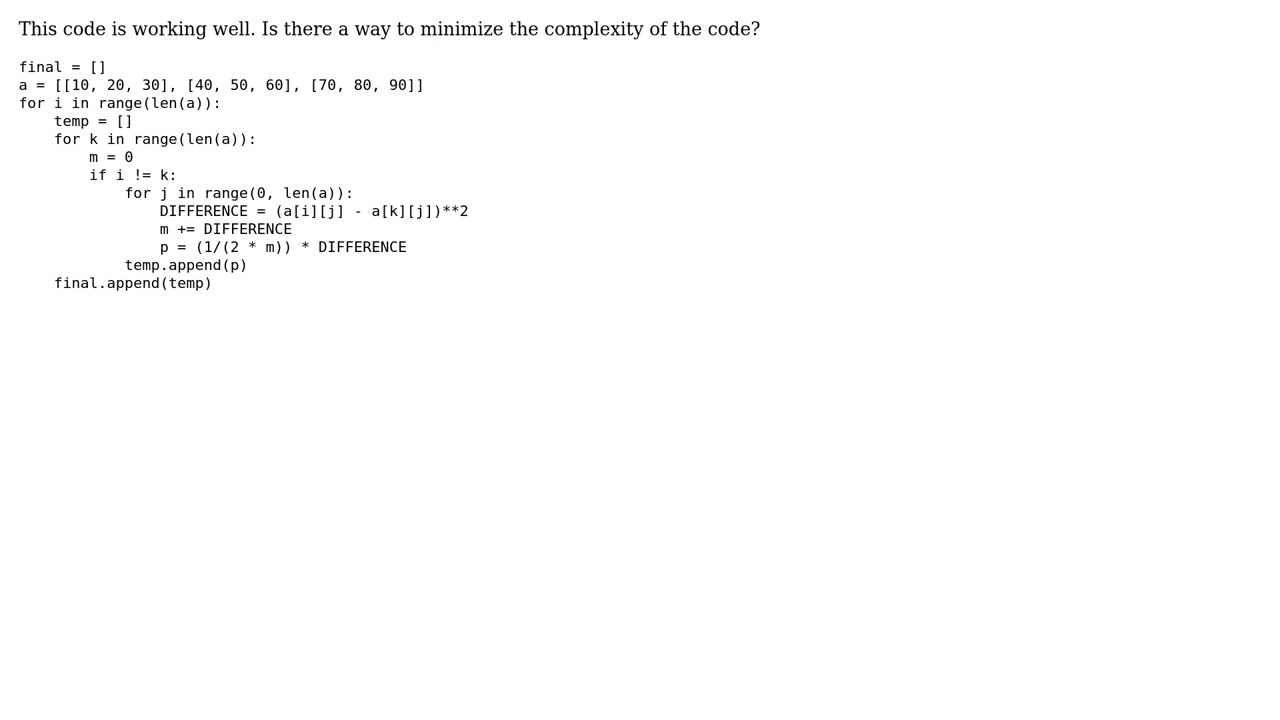 This code is working well. Is there a way to minimize the complexity of the code?
final = []
a = [[10, 20, 30], [40, 50, 60], [70, 80, 90]]
for i in range(len(a)):
    temp = []
    for k in range(len(a)):
        m = 0
        if i != k:
            for j in range(0, len(a)):
                DIFFERENCE = (a[i][j] - a[k][j])**2
                m += DIFFERENCE
                p = (1/(2 * m)) * DIFFERENCE
            temp.append(p)
    final.append(temp)